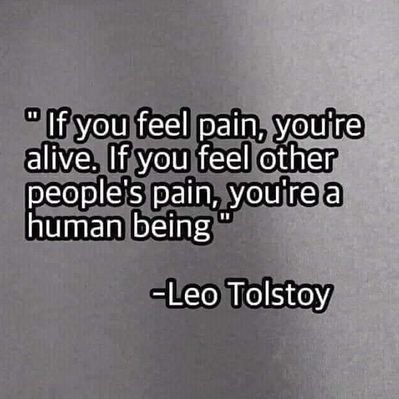 " If you feel pain, you're
alive. If you feel other
people's pain, you're a
human being "
-Leo Tolstoy